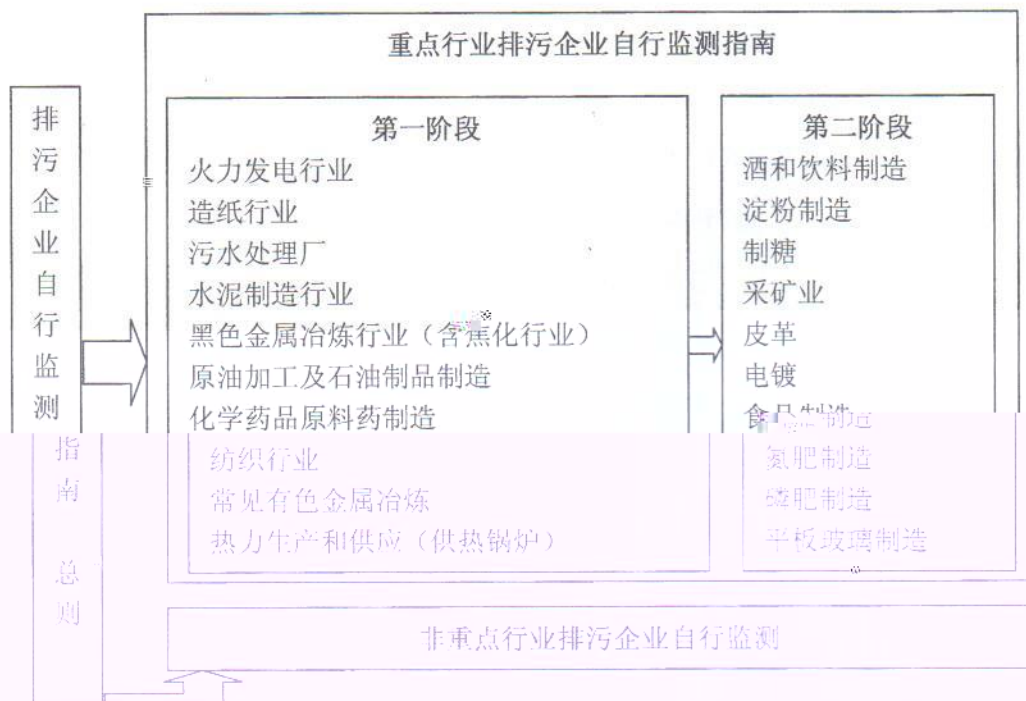 重点行业排污企业自行监测指南
排污企业自行监测指南 总则
第一阶段
火力发电行业
造纸行业
污水处理厂
水泥制造行业
黑色金属冶炼行业（含焦化行业）
原油加工及石油制品制造
化学药品原料药制造
纺织行业
常见有色金属冶炼
热力生产和供应（供热锅炉）
第二阶段
酒和饮料制造
淀粉制造
制糖
采矿业
皮革
电镀
食品制造
氮肥制造
磷肥制造
平板玻璃制造
非重点行业排污企业自行监测